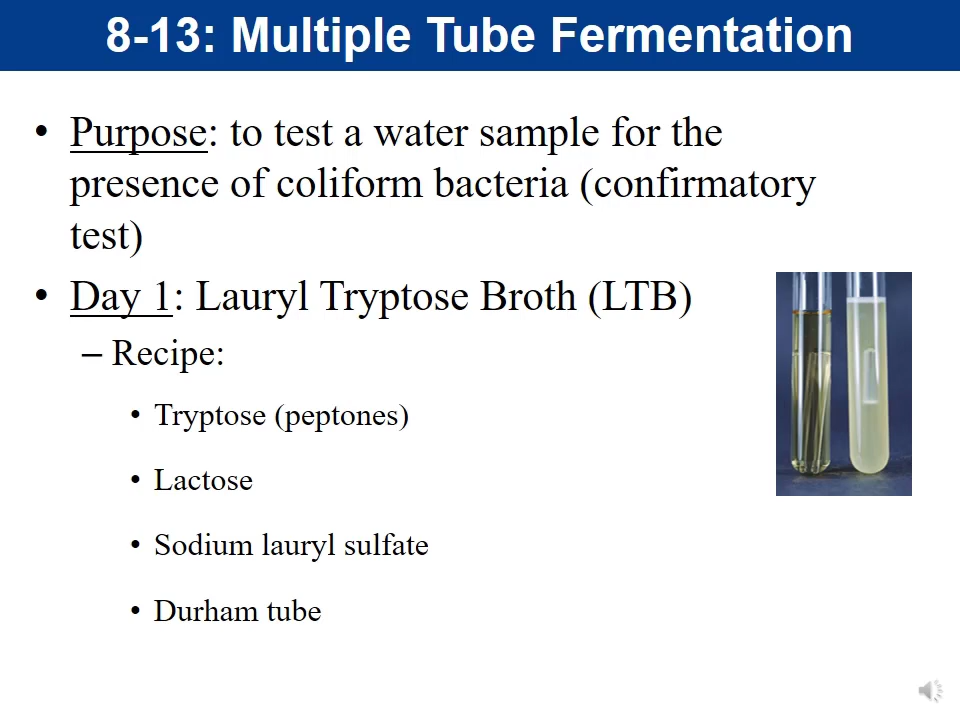 8-13: Multiple Tube Fermentation
• Purpose: to test a water sample for the
presence of coliform bacteria (confirmatory
test)
• Day 1: Lauryl Tryptose Broth (LTB)
– Recipe:
• Tryptose (peptones)
• Lactose
• Sodium lauryl sulfate
• Durham tube